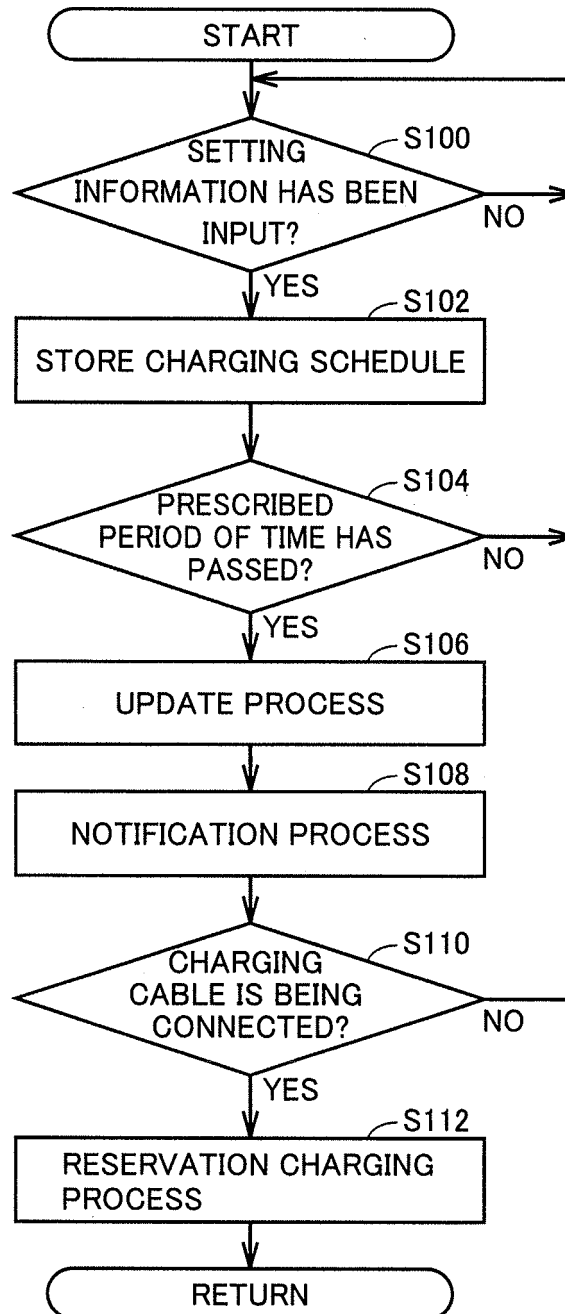 START
S100
SETTING
INFORMATION HAS BEEN
INPUT?
NO
YES
S102
STORE CHARGING SCHEDULE
S104
PRESCRIBED
PERIOD OF TIME HAS
PASSED?
NO
YES
S106
UPDATE PROCESS
S108
NOTIFICATION PROCESS
S110
CHARGING
CABLE IS BEING
CONNECTED?
NO
YES
S112
RESERVATION CHARGING
PROCESS
RETURN